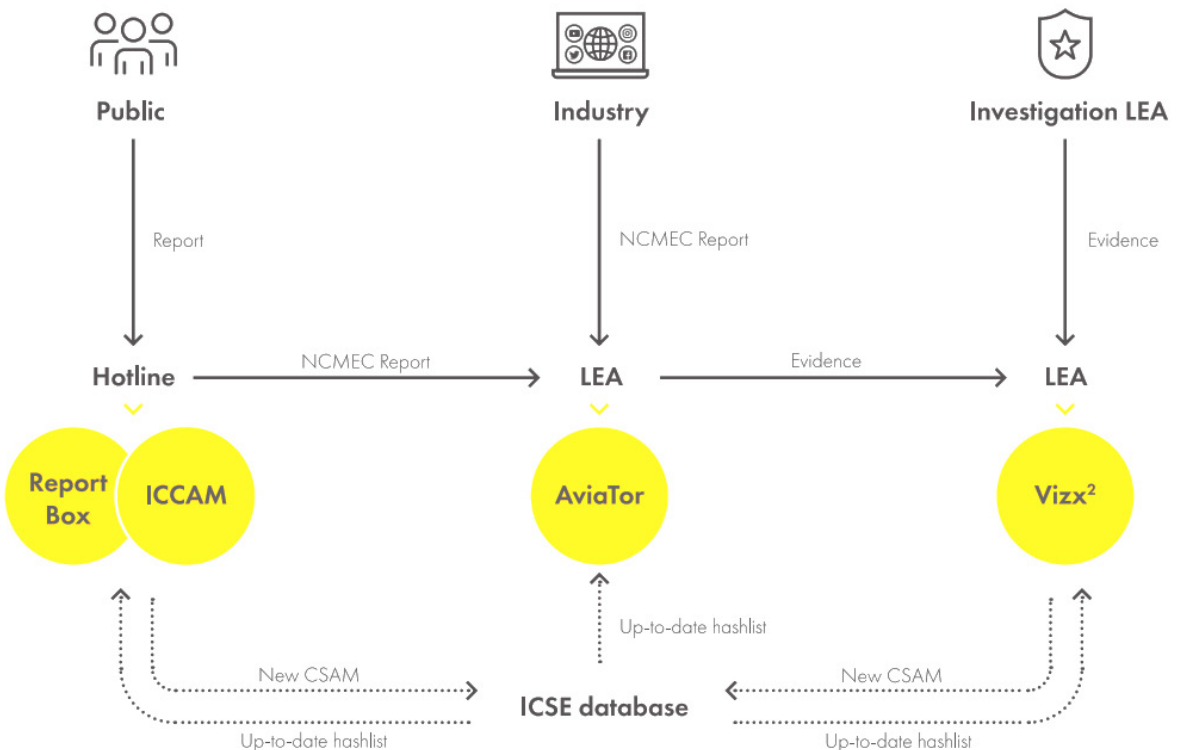 Public
Industry
Investigation LEA
Report
NCMEC Report
Evidence
Hotline
NCMEC Report
LEA
Evidence
LEA
Report
Box
ICCAM
AviaTor
Vizx²
Up-to-date hashlist
New CSAM
New CSAM
ICSE database
Up-to-date hashlist
Up-to-date hashlist